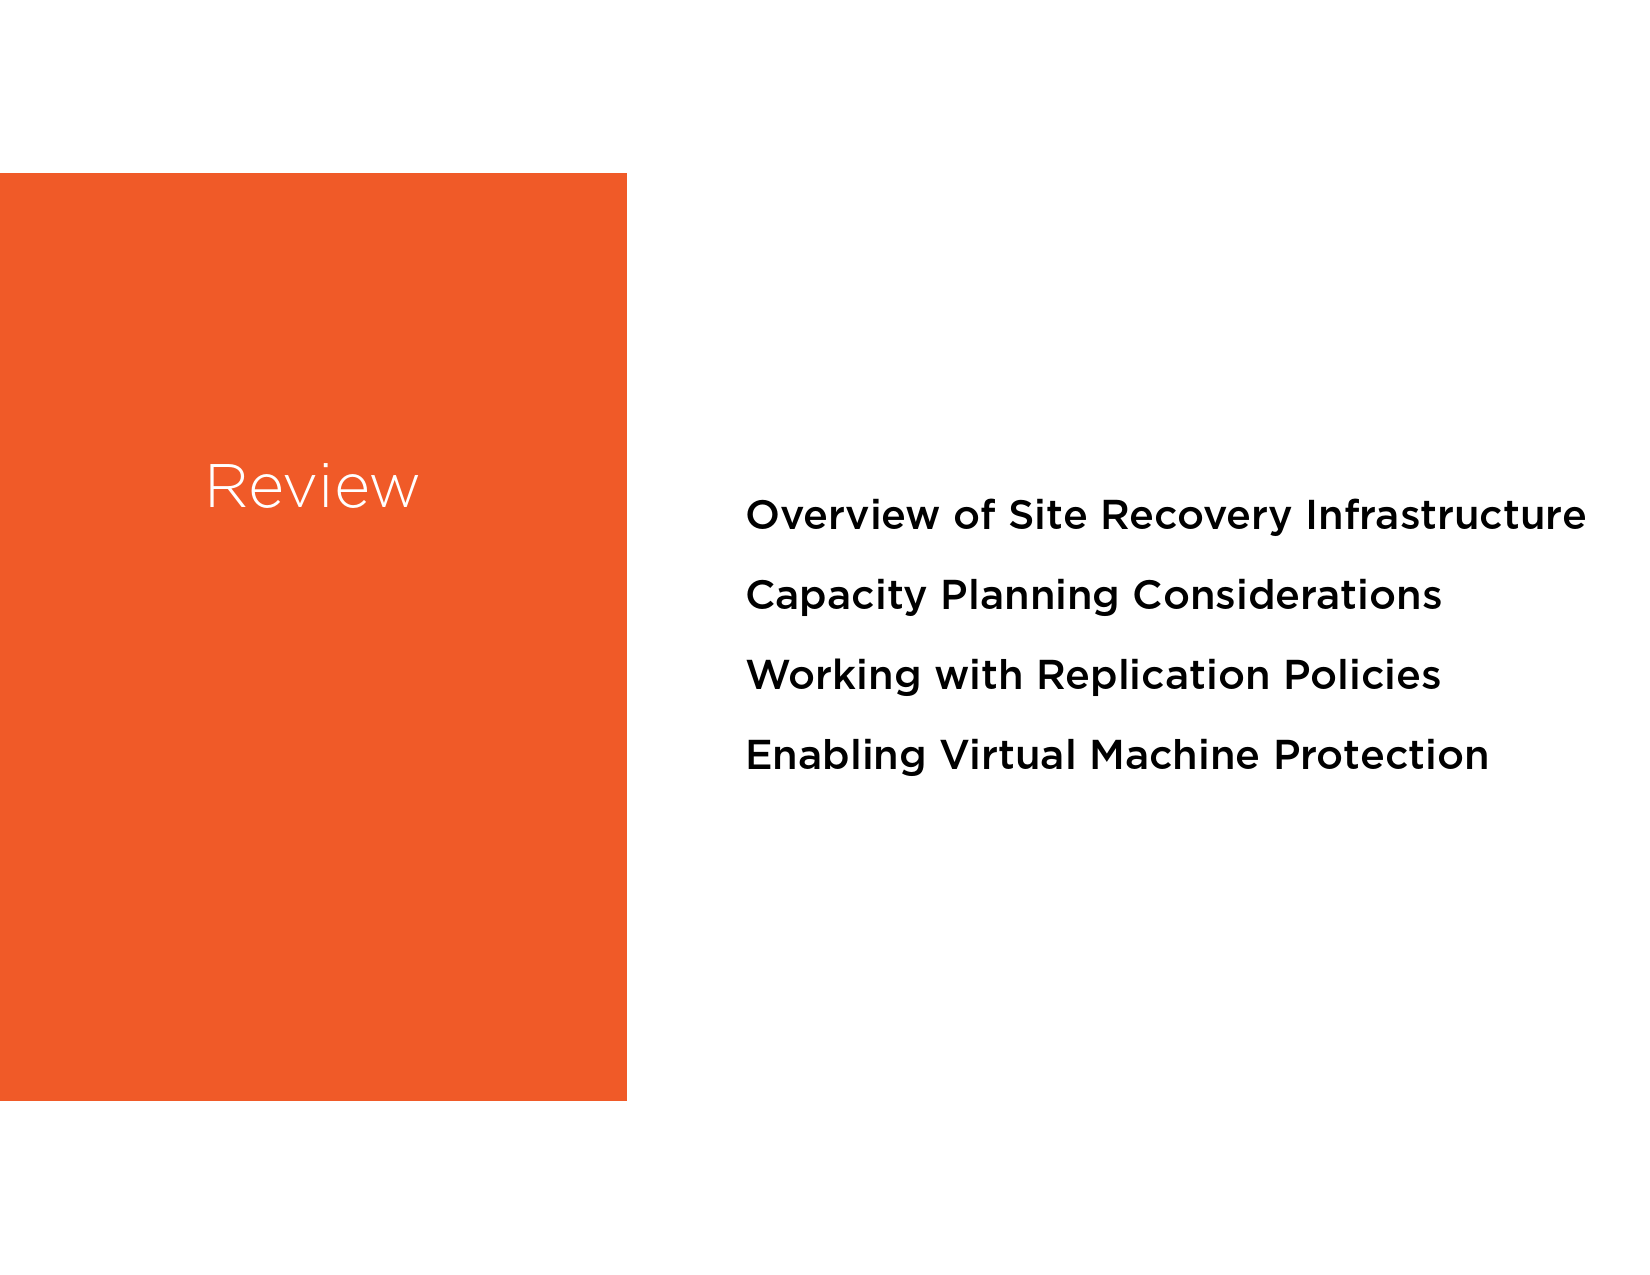 Review
Overview of Site Recovery Infrastructure
Capacity Planning Considerations
Working with Replication Policies
Enabling Virtual Machine Protection